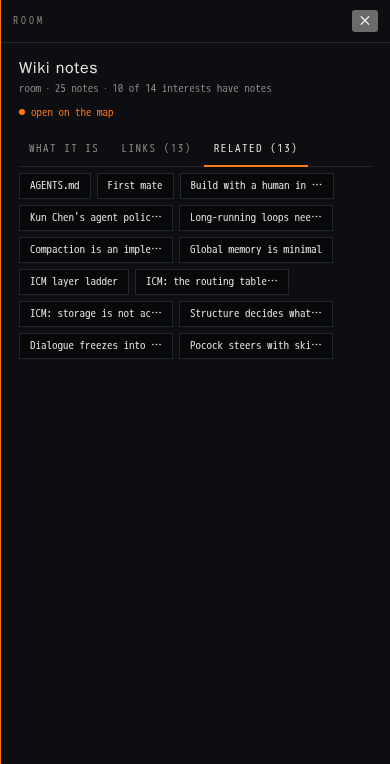 ROOM
Wiki notes
room · 25 notes · 10 of 14 interests have notes
open on the map
WHAT IT IS LINKS (13) RELATED (13)
AGENTS.md First mate Build with a human in ···
Kun Chen's agent polic··· Long-running loops nee···
Compaction is an imple··· Global memory is minimal
ICM layer ladder ICM: the routing table···
ICM: storage is not ac··· Structure decides what···
Dialogue freezes into ··· Pocock steers with ski···